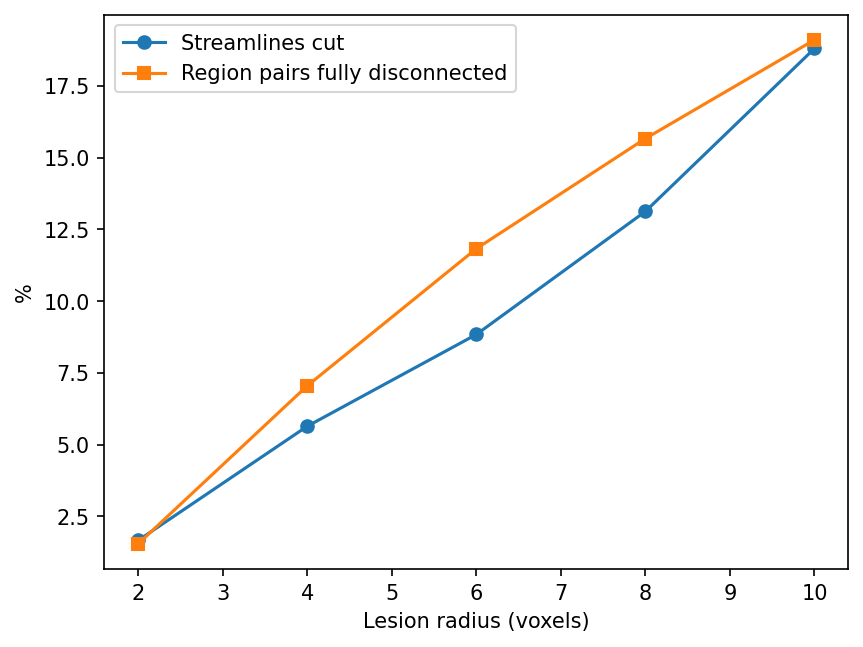 Streamlines cut
Region pairs fully disconnected
%
17.5
15.0
12.5
10.0
7.5
5.0
2.5
2 3 4 5 6 7 8 9 10
Lesion radius (voxels)